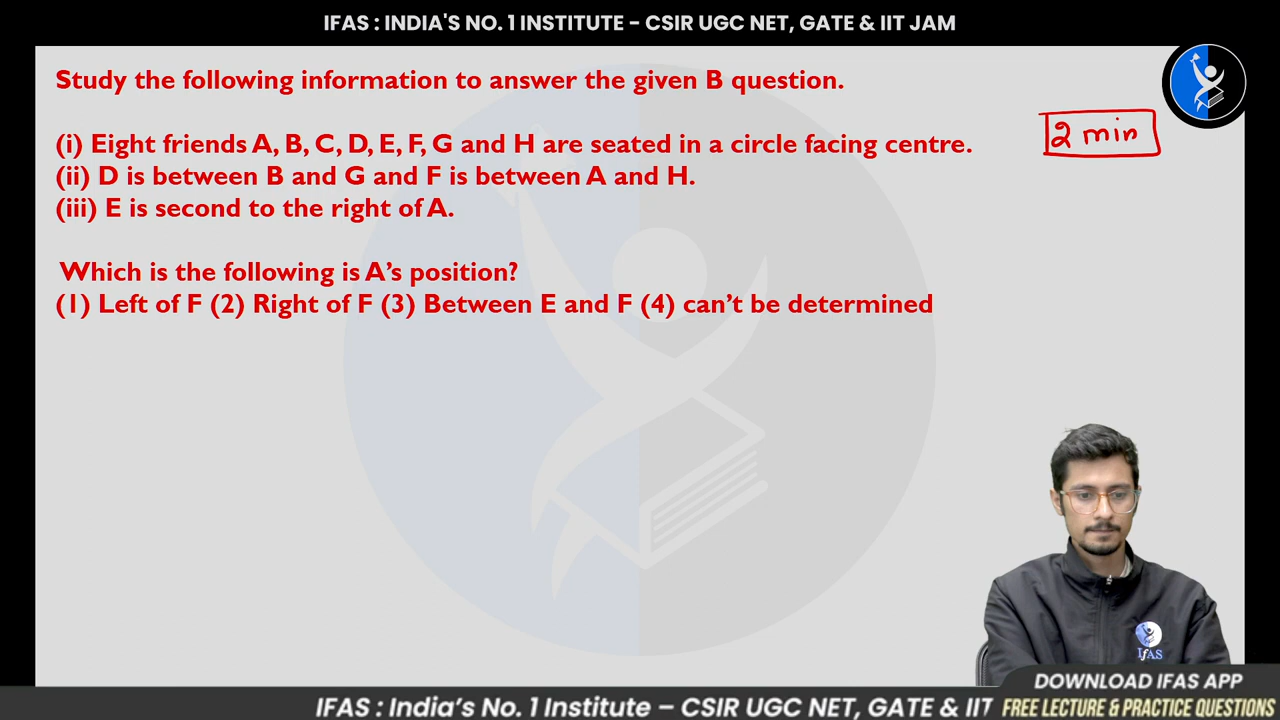 IFAS : INDIA'S NO. 1 INSTITUTE – CSIR UGC NET, GATE & IIT JAM
Study the following information to answer the given B question.
2 min
(i) Eight friends A, B, C, D, E, F, G and H are seated in a circle facing centre.
(ii) D is between B and G and F is between A and H.
(iii) E is second to the right of A.
Which is the following is A's position?
(1) Left of F (2) Right of F (3) Between E and F (4) can't be determined
IFAS
DOWNLOAD IFAS APP
IFAS : India's No. 1 Institute – CSIR UGC NET, GATE & IIT
FREE LECTURE & PRACTICE QUESTIONS